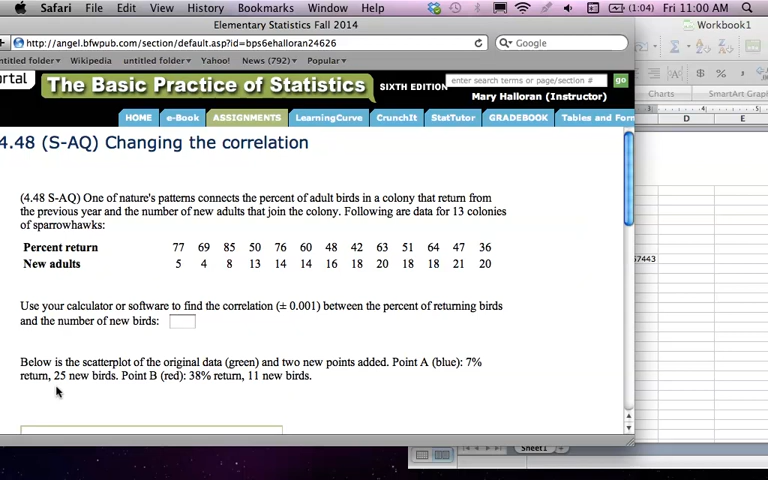 Safari File Edit View History Bookmarks Window Help (1:04) Fri 11:00 AM
Elementary Statistics Fall 2014
Workbook1
http://angel.bfwpub.com/section/default.asp?id=bps6ehalloran24626
Google
ntitled folder Wikipedia untitled folder Yahoo! News (792) Popular
ortal
The Basic Practice of Statistics SIXTH EDITION
enter search terms or page/section # go
Mary Halloran (Instructor)
Charts SmartArt Grap
HOME e-Book ASSIGNMENTS LearningCurve CrunchIt StatTutor GRADEBOOK Tables and Form
D E
4.48 (S-AQ) Changing the correlation
(4.48 S-AQ) One of nature's patterns connects the percent of adult birds in a colony that return from
the previous year and the number of new adults that join the colony. Following are data for 13 colonies
of sparrowhawks:
Percent return 77 69 85 50 76 60 48 42 63 51 64 47 36
New adults 5 4 8 13 14 14 16 18 20 18 18 21 20
57443
Use your calculator or software to find the correlation (± 0.001) between the percent of returning birds
and the number of new birds:
Below is the scatterplot of the original data (green) and two new points added. Point A (blue): 7%
return, 25 new birds. Point B (red): 38% return, 11 new birds.
Sheet1